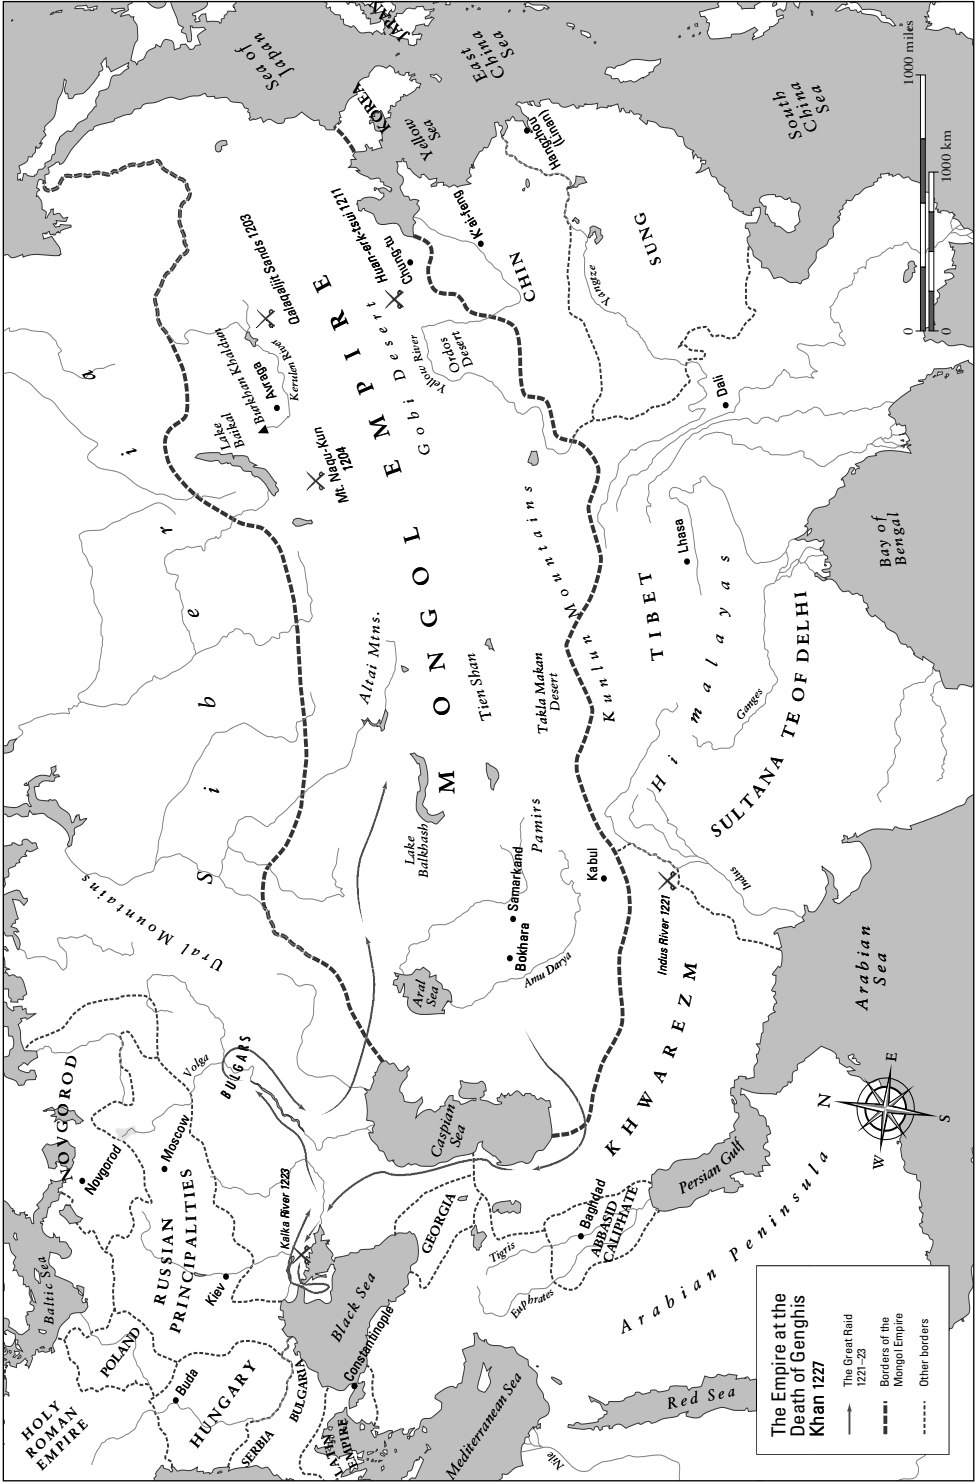 The Empire at the
Death of Genghis
Khan 1227
The Great Raid
1221–23
Borders of the
Mongol Empire
Other borders
HOLY
ROMAN
EMPIRE
Baltic Sea
POLAND
Buda
HUNGARY
SERBIA
BULGARIA
LATIN
EMPIRE
Constantinople
Mediterranean Sea
Nile
Red Sea
NOVGOROD
Novgorod
Moscow
RUSSIAN
PRINCIPALITIES
Kiev
Kalka River 1223
Black Sea
GEORGIA
Tigris
Euphrates
Baghdad
ABBASID
CALIPHATE
Arabian Peninsula
Persian Gulf
Volga
BULGARS
Caspian
Sea
KHWAREZM
N
E
S
W
Ural Mountains
Siberia
Aral
Sea
Amu Darya
Bokhara
Samarkand
Pamirs
Kabul
Indus River 1221
Indus
Arabian
Sea
Lake
Balkhash
MONGOL EMPIRE
Altai Mtns.
Tien Shan
Takla Makan
Desert
Kunlun Mountains
Himalayas
TIBET
Lhasa
Ganges
SULTANATE OF DELHI
Bay of
Bengal
Lake
Baikal
Burkhan Khaldun
Avraga
Kerulen River
Mt. Naqu-Kun
1204
Qalaqaljit Sands 1203
Gobi Desert
Huan-erk-tsui 1211
Chung-tu
Yellow River
Ordos
Desert
CHIN
K'ai-feng
Yangtze
SUNG
Dali
Hangzhou
(Linan)
KOREA
JAPAN
Sea of
Japan
Yellow
Sea
East
China
Sea
South
China
Sea
0
1000 miles
0
1000 km